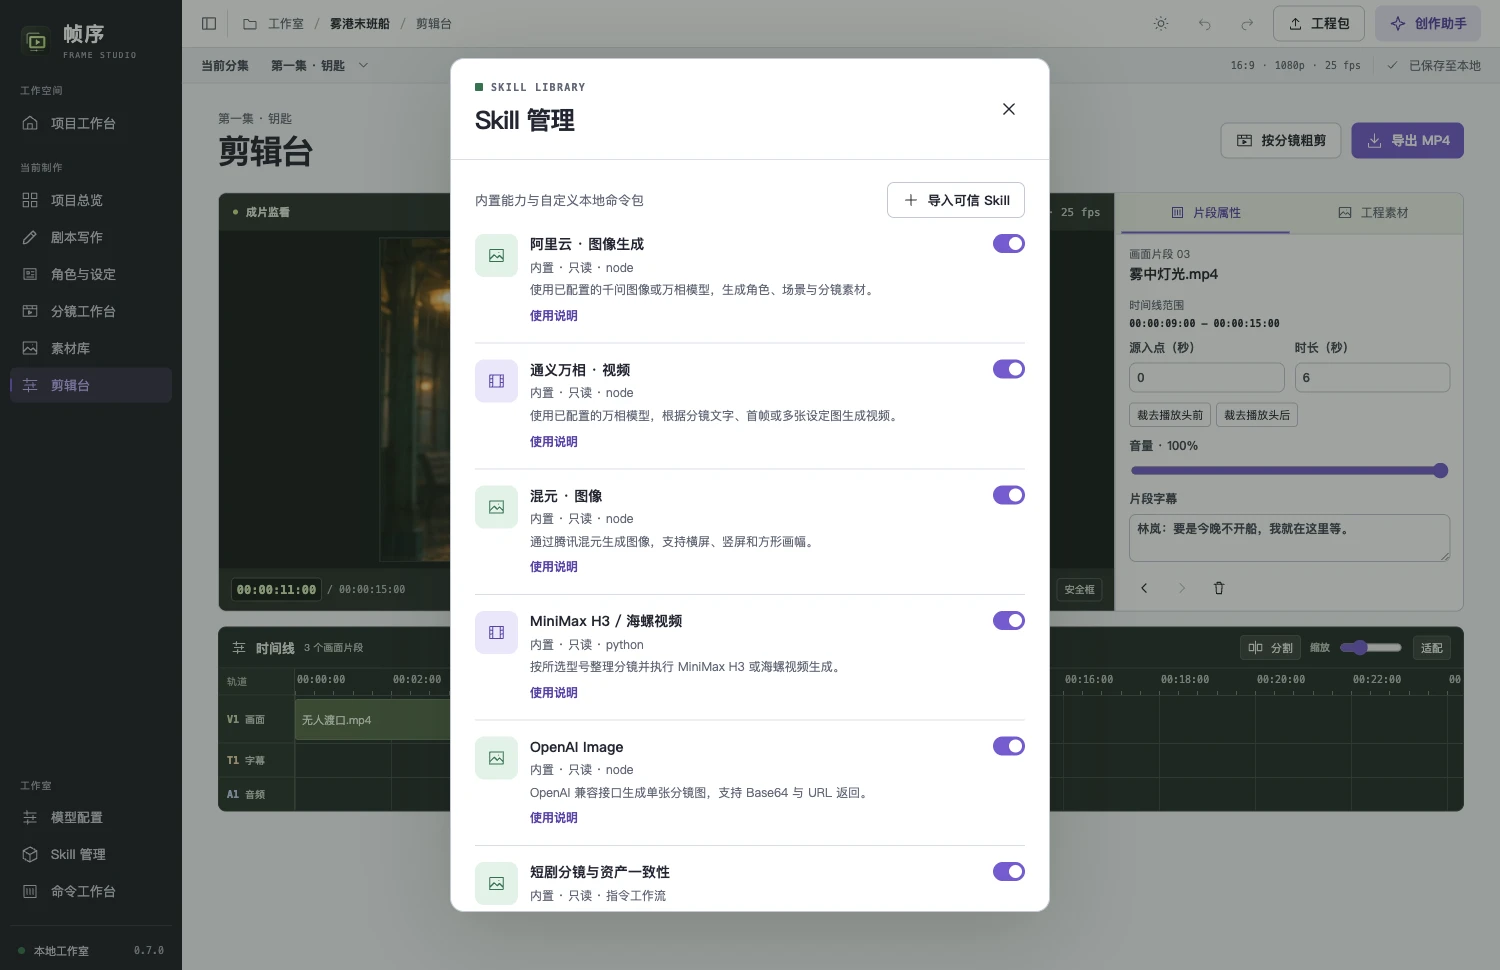 帧序
FRAME STUDIO
工作空间
项目工作台
当前制作
项目总览
剧本写作
角色与设定
分镜工作台
素材库
剪辑台
工作室
模型配置
Skill 管理
命令工作台
本地工作室
0.7.0
工作室 / 雾港末班船 / 剪辑台
工程包
创作助手
当前分集
第一集 · 钥匙
16:9 · 1080p · 25 fps
已保存至本地
第一集 · 钥匙
剪辑台
按分镜粗剪
导出 MP4
成片监看
· 25 fps
00:00:11:00 / 00:00:15:00
安全框
片段属性
工程素材
画面片段 03
雾中灯光.mp4
时间线范围
00:00:09:00 — 00:00:15:00
源入点（秒）
时长（秒）
0
6
裁去播放头前
裁去播放头后
音量 · 100%
片段字幕
林岚：要是今晚不开船，我就在这里等。
时间线
3 个画面片段
分割
缩放
适配
轨道
00:00:00
00:02:00
00:16:00
00:18:00
00:20:00
00:22:00
00
V1 画面
无人渡口.mp4
T1 字幕
A1 音频
SKILL LIBRARY
Skill 管理
内置能力与自定义本地命令包
导入可信 Skill
阿里云 · 图像生成
内置 · 只读 · node
使用已配置的千问图像或万相模型，生成角色、场景与分镜素材。
使用说明
通义万相 · 视频
内置 · 只读 · node
使用已配置的万相模型，根据分镜文字、首帧或多张设定图生成视频。
使用说明
混元 · 图像
内置 · 只读 · node
通过腾讯混元生成图像，支持横屏、竖屏和方形画幅。
使用说明
MiniMax H3 / 海螺视频
内置 · 只读 · python
按所选型号整理分镜并执行 MiniMax H3 或海螺视频生成。
使用说明
OpenAI Image
内置 · 只读 · node
OpenAI 兼容接口生成单张分镜图，支持 Base64 与 URL 返回。
使用说明
短剧分镜与资产一致性
内置 · 只读 · 指令工作流